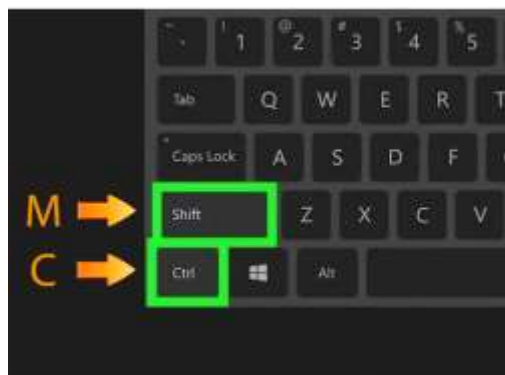 ~ ` ! 1 @ 2 # 3 $ 4 % 5
Tab Q W E R T
Caps Lock A S D F
M Shift Z X C V
C Ctrl Alt